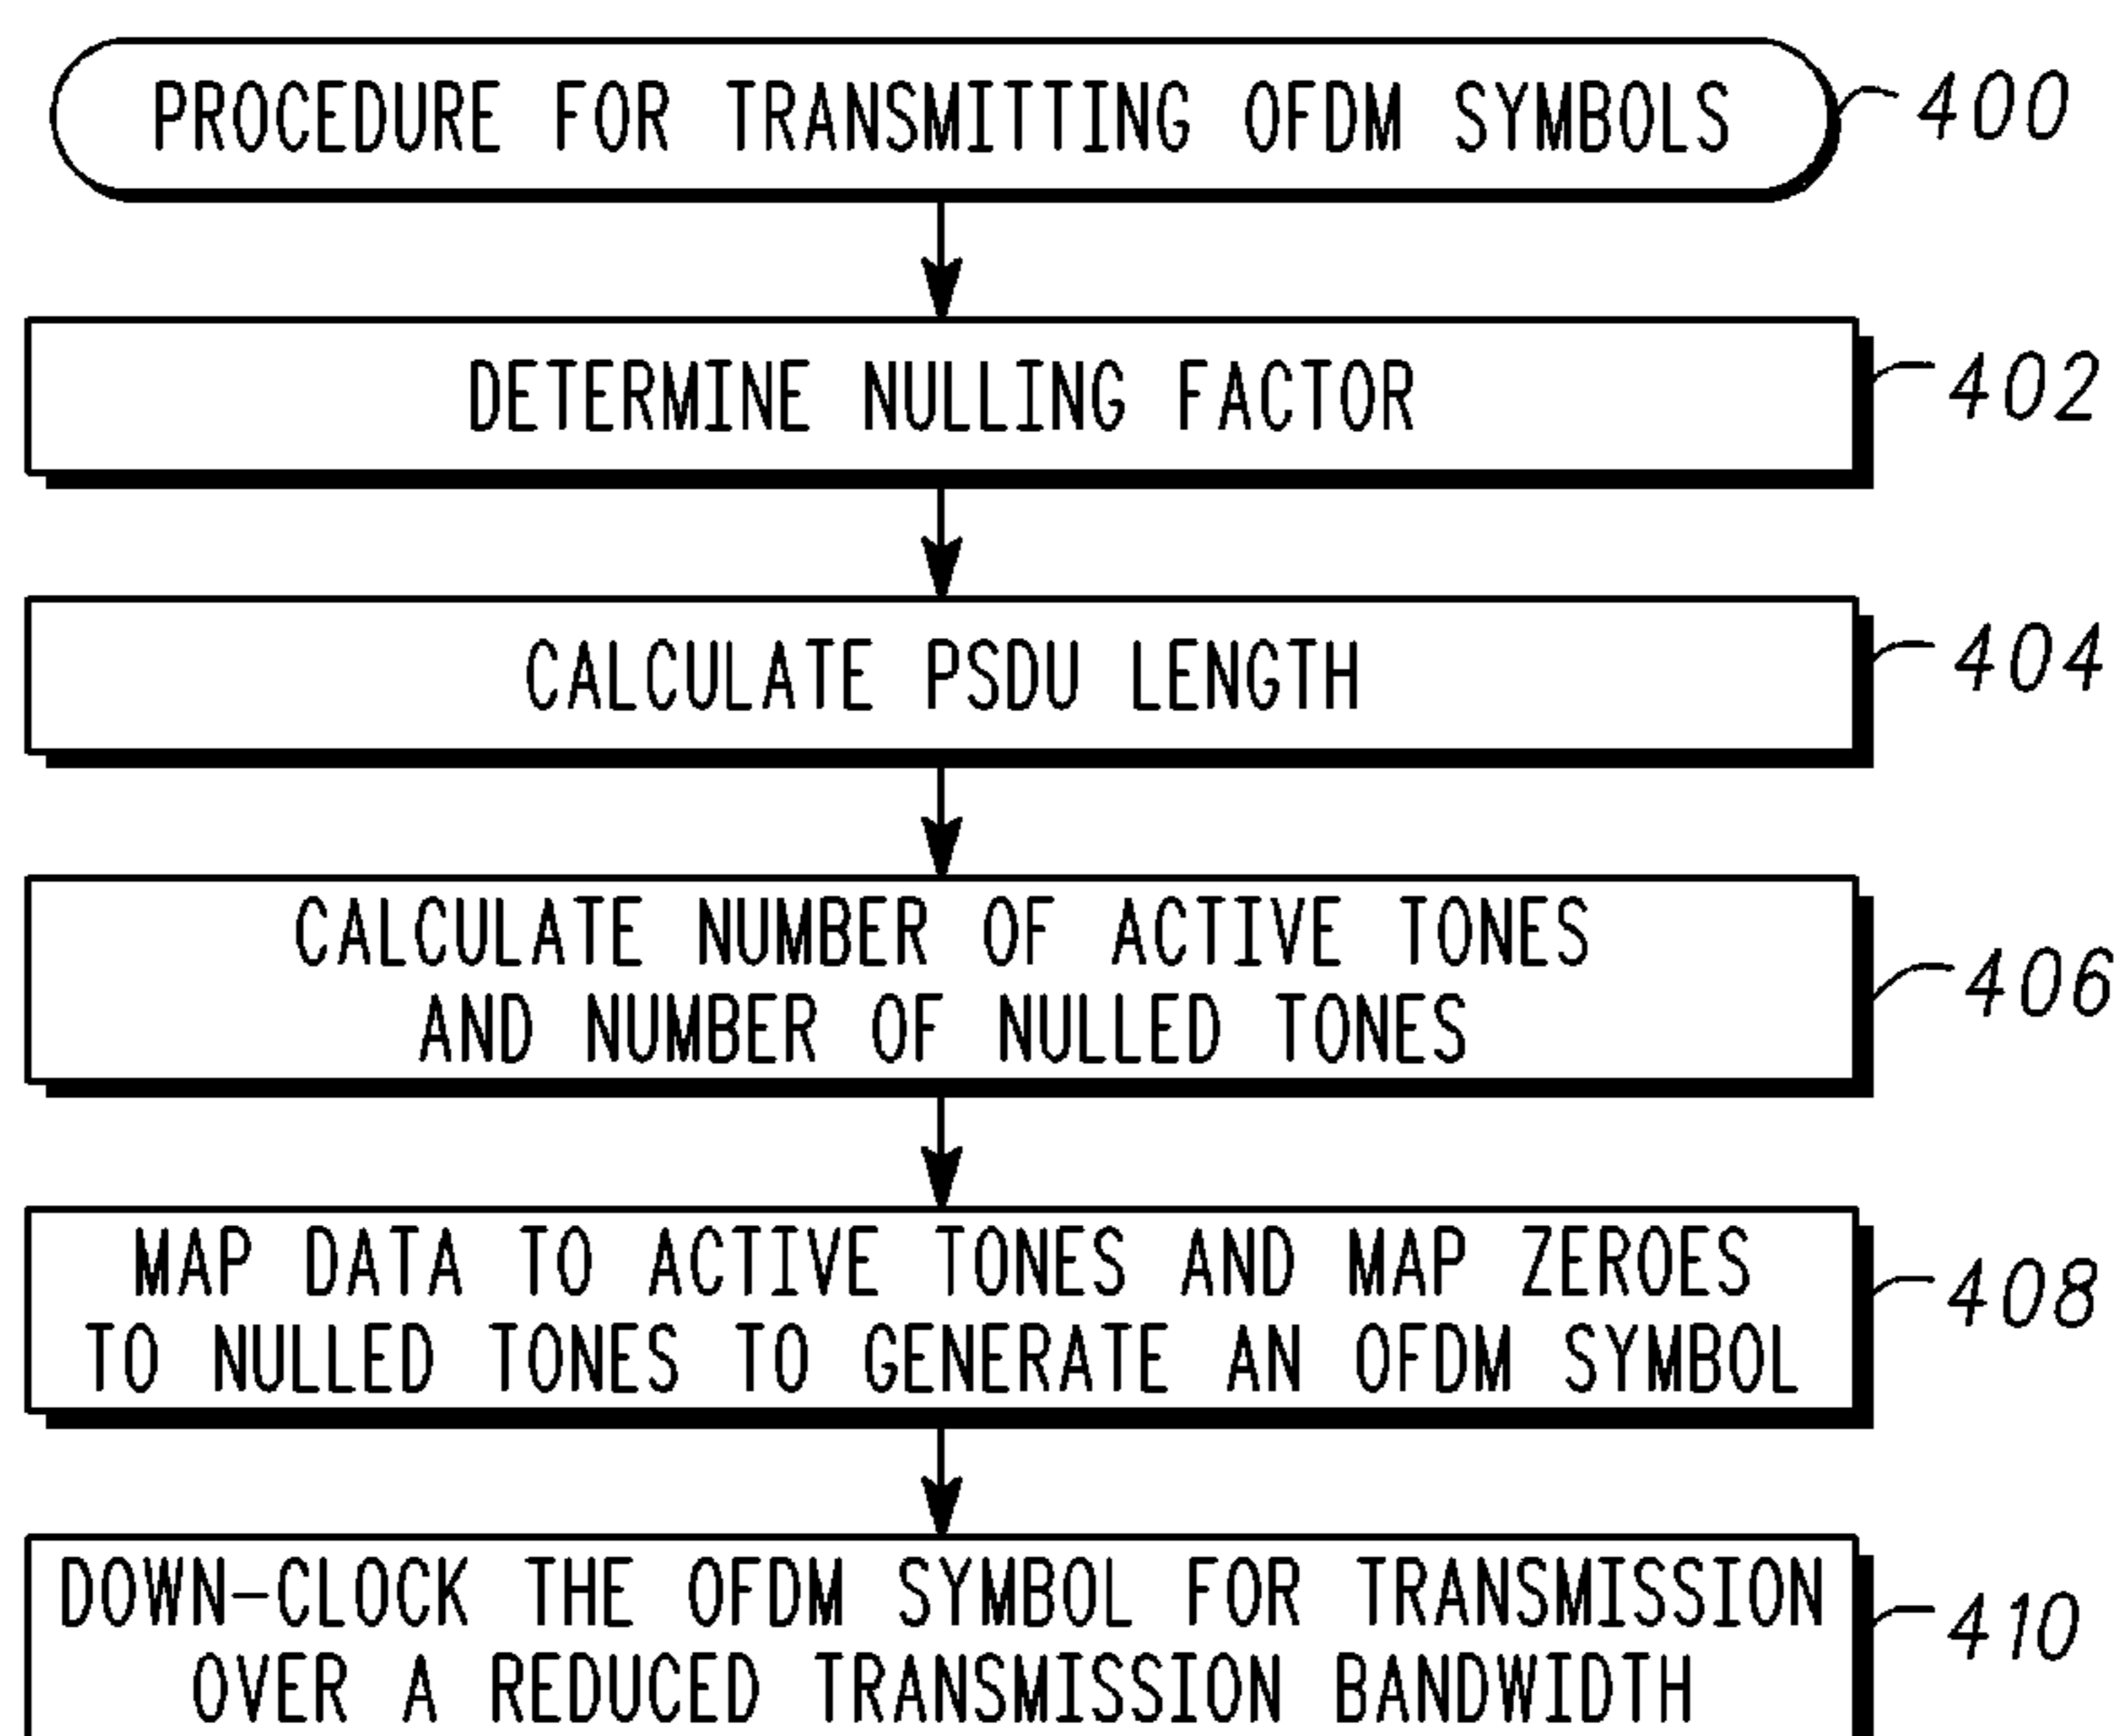 PROCEDURE FOR TRANSMITTING OFDM SYMBOLS
400
DETERMINE NULLING FACTOR
402
CALCULATE PSDU LENGTH
404
CALCULATE NUMBER OF ACTIVE TONES
AND NUMBER OF NULLED TONES
406
MAP DATA TO ACTIVE TONES AND MAP ZEROES
TO NULLED TONES TO GENERATE AN OFDM SYMBOL
408
DOWN-CLOCK THE OFDM SYMBOL FOR TRANSMISSION
OVER A REDUCED TRANSMISSION BANDWIDTH
410